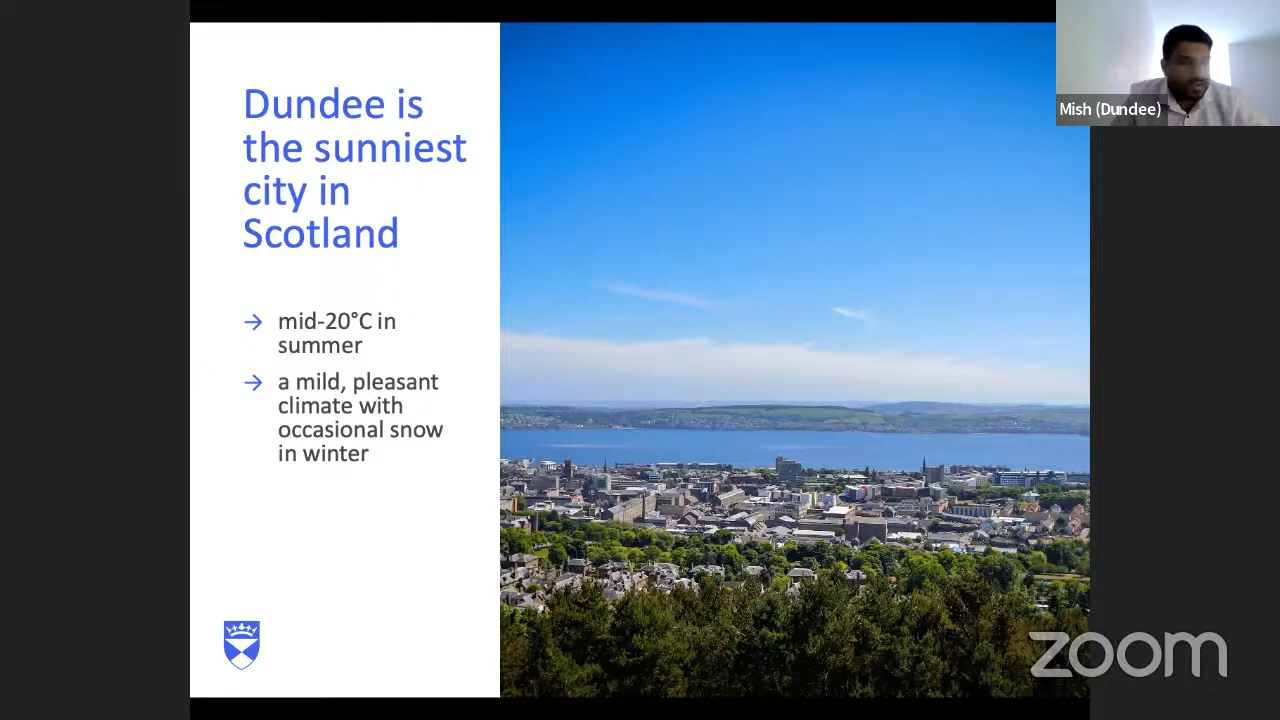 Dundee is
the sunniest
city in
Scotland
→ mid-20°C in
summer
→ a mild, pleasant
climate with
occasional snow
in winter
Mish (Dundee)
zoom